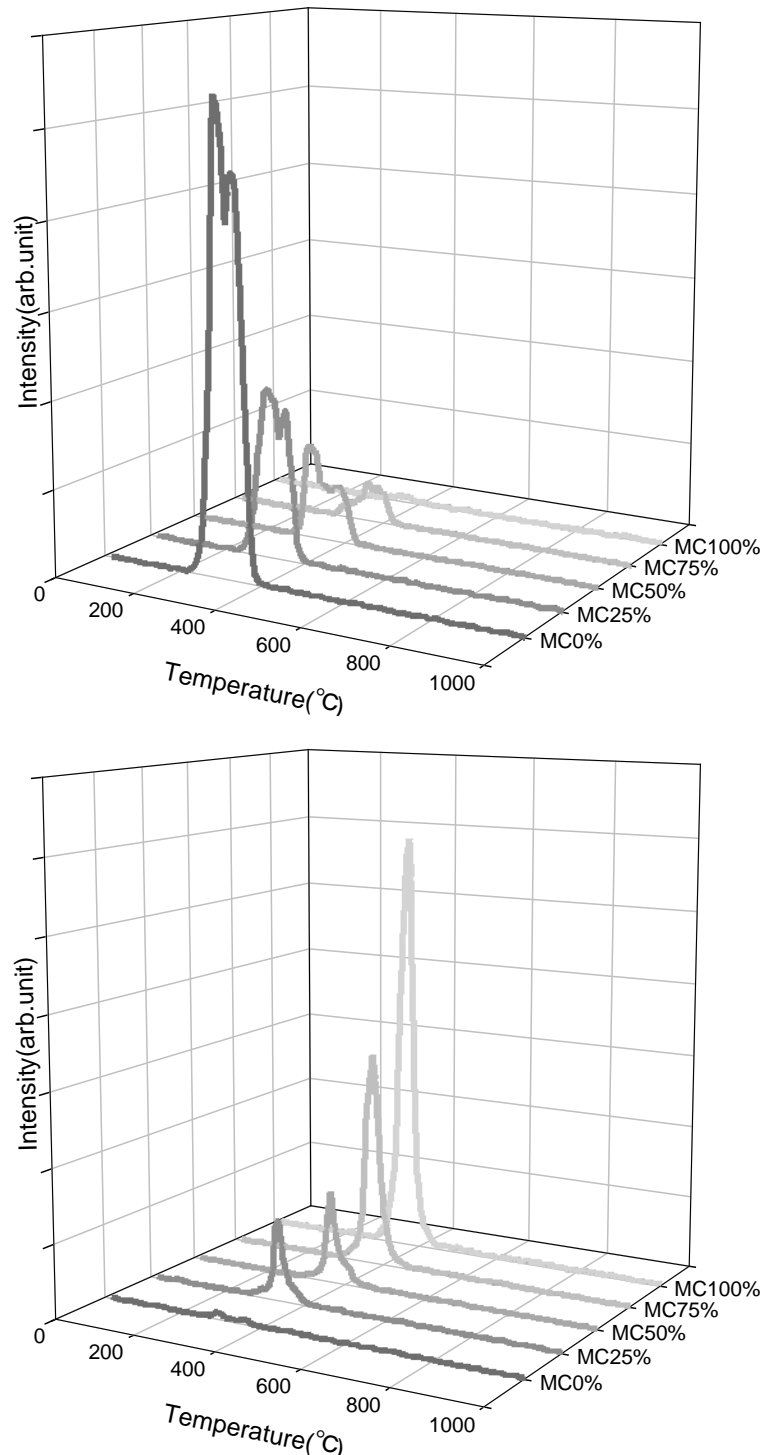 Intensity(arb.unit)
0
200
400
600
800
1000
Temperature(℃)
MC100%
MC75%
MC50%
MC25%
MC0%
Intensity(arb.unit)
0
200
400
600
800
1000
Temperature(℃)
MC100%
MC75%
MC50%
MC25%
MC0%